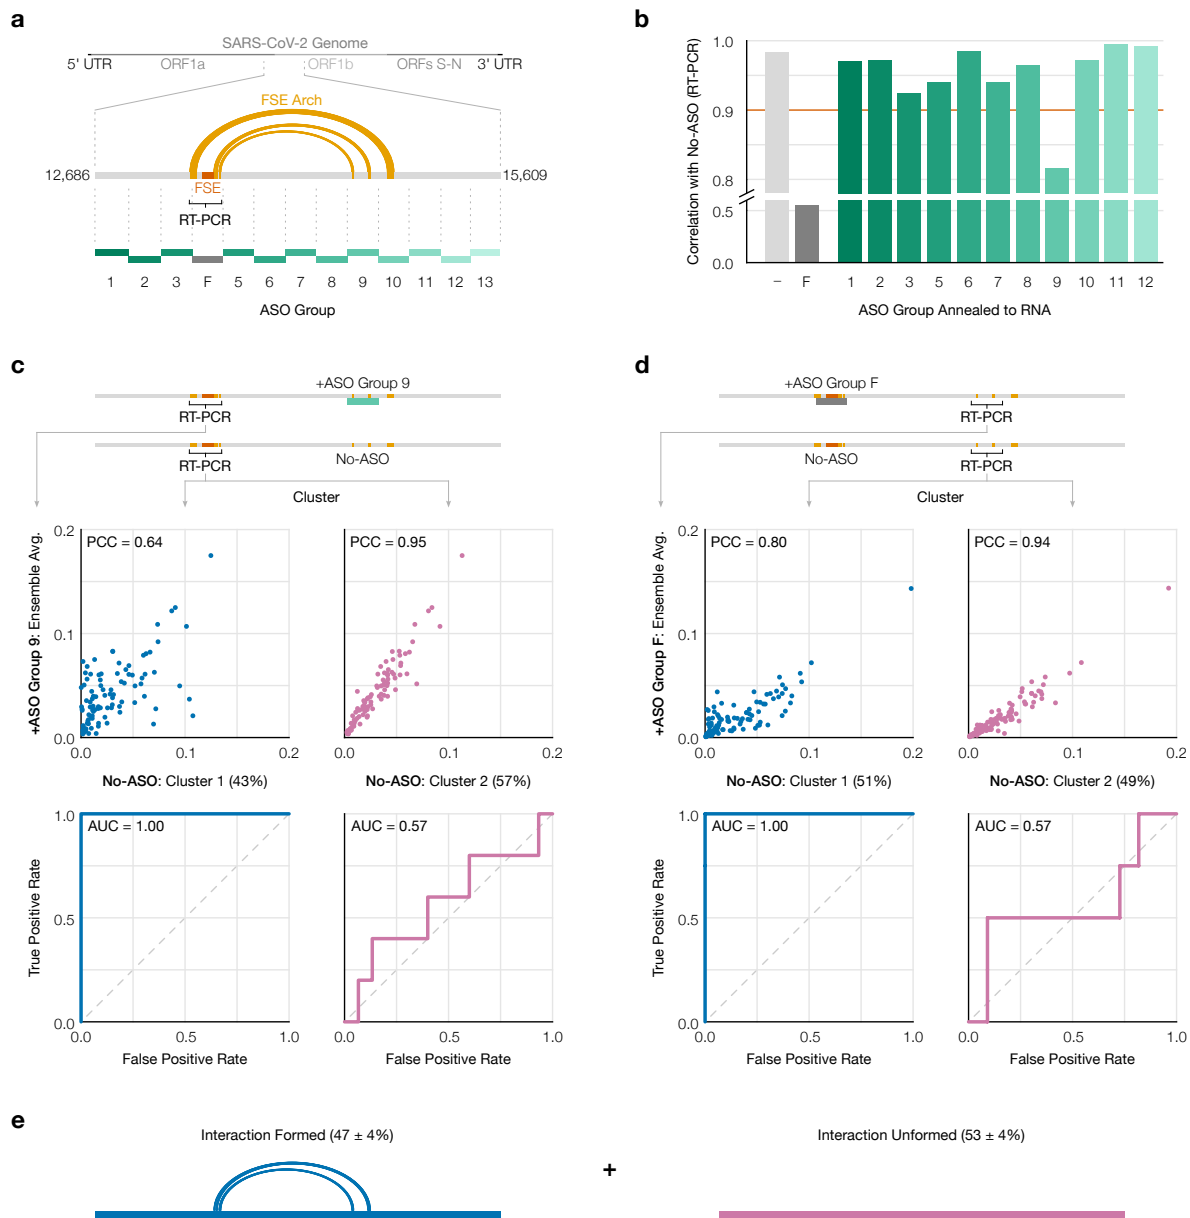 a
SARS-CoV-2 Genome
5' UTR ORF1a ORF1b ORFs S-N 3' UTR
FSE Arch
12,686 15,609
FSE
RT-PCR
1 2 3 F 5 6 7 8 9 10 11 12 13
ASO Group
b
Correlation with No-ASO (RT-PCR)
1.0
0.9
0.8
0.5
0.0
– F 1 2 3 5 6 7 8 9 10 11 12
ASO Group Annealed to RNA
c
+ASO Group 9
RT-PCR
No-ASO
RT-PCR
Cluster
+ASO Group 9: Ensemble Avg.
0.2
0.1
0.0
PCC = 0.64
PCC = 0.95
0.0 0.1 0.2
0.0 0.1 0.2
No-ASO: Cluster 1 (43%)
No-ASO: Cluster 2 (57%)
True Positive Rate
1.0
0.5
0.0
AUC = 1.00
AUC = 0.57
0.0 0.5 1.0
0.0 0.5 1.0
False Positive Rate
False Positive Rate
d
+ASO Group F
RT-PCR
No-ASO
RT-PCR
Cluster
+ASO Group F: Ensemble Avg.
0.2
0.1
0.0
PCC = 0.80
PCC = 0.94
0.0 0.1 0.2
0.0 0.1 0.2
No-ASO: Cluster 1 (51%)
No-ASO: Cluster 2 (49%)
True Positive Rate
1.0
0.5
0.0
AUC = 1.00
AUC = 0.57
0.0 0.5 1.0
0.0 0.5 1.0
False Positive Rate
False Positive Rate
e
Interaction Formed (47 ± 4%)
+
Interaction Unformed (53 ± 4%)